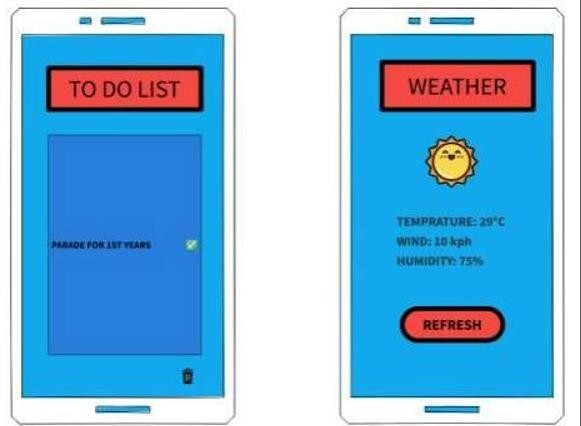 TO DO LIST
PARADE FOR 1ST YEARS
WEATHER
TEMPRATURE: 29°C
WIND: 10 kph
HUMIDITY: 75%
REFRESH